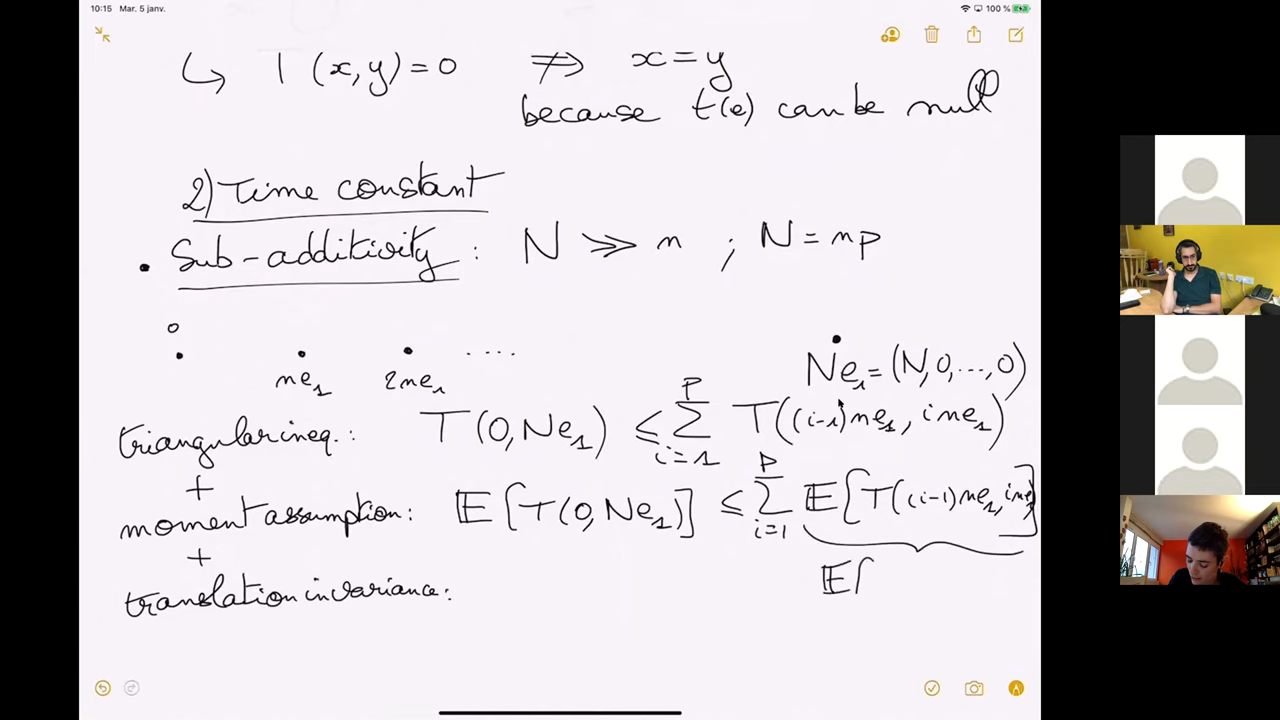 10:15 Mar. 5 janv. 100 %
↳ T(x,y)=0 ⇏ x=y
because t(e) can be null
2) Time constant
• Sub-additivity : N ≫ n ; N = np
0
ne₁ 2ne₁ .... Ne₁=(N,0,...,0)
triangular ineq.: T(0,Ne₁) ≤ ∑_{i=1}^{p} T((i-1)ne₁, ine₁)
+
moment assumption: 𝔼[T(0,Ne₁)] ≤ ∑_{i=1}^{p} 𝔼[T((i-1)ne₁, ine₁)]
+
translation invariance: 𝔼[